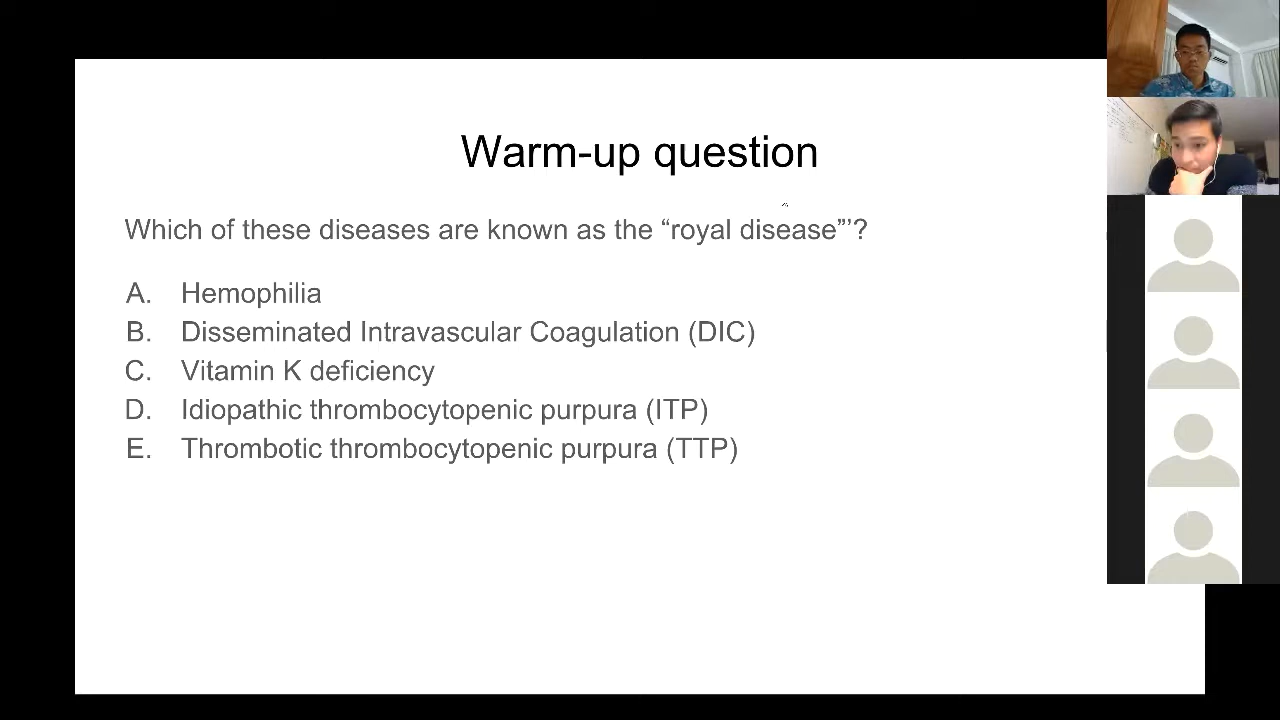 Warm-up question
Which of these diseases are known as the “royal disease”’?
A. Hemophilia
B. Disseminated Intravascular Coagulation (DIC)
C. Vitamin K deficiency
D. Idiopathic thrombocytopenic purpura (ITP)
E. Thrombotic thrombocytopenic purpura (TTP)